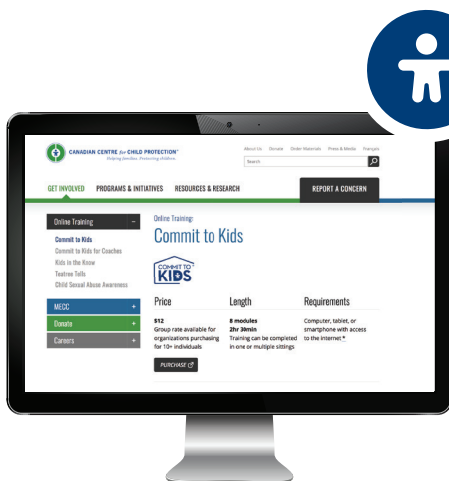 CANADIAN CENTRE for CHILD PROTECTION™
Helping families. Protecting children.
About Us Donate Order Materials Press & Media Français
Search
GET INVOLVED PROGRAMS & INITIATIVES RESOURCES & RESEARCH REPORT A CONCERN
Online Training -
Commit to Kids
Commit to Kids for Coaches
Kids in the Know
Teatree Tells
Child Sexual Abuse Awareness
MECC +
Donate +
Careers +
Online Training:
Commit to Kids
COMMIT TO
KIDS
Price
$12
Group rate available for
organizations purchasing
for 10+ individuals
PURCHASE
Length
8 modules
2hr 30min
Training can be completed
in one or multiple sittings
Requirements
Computer, tablet, or
smartphone with access
to the internet *